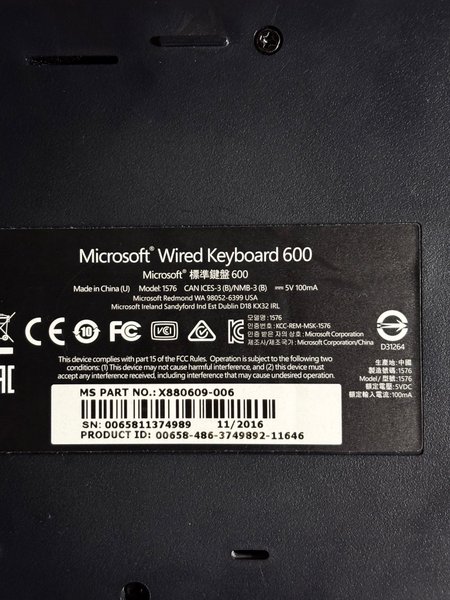 Microsoft® Wired Keyboard 600
Microsoft® 標準鍵盤 600
Made in China (U) Model: 1576 CAN ICES-3 (B)/NMB-3 (B) 5V 100mA
Microsoft Redmond WA 98052-6399 USA
Microsoft Ireland Sandyford Ind Est Dublin D18 KX32 IRL
CE 10 FC VCI
모델명: 1576
인증번호: KCC-REM-MSK-1576
인증 받은 자의 상호: Microsoft Corporation
제조사/제조국가: Microsoft Corporation/China
D31264
This device complies with part 15 of the FCC Rules. Operation is subject to the following two
conditions: (1) This device may not cause harmful interference, and (2) this device must
accept any interference received, including interference that may cause undesired operation.
生產地: 中國
製造號碼: 1576
Model / 型號: 1576
額定電壓: 5VDC
額定輸入電流: 100mA
EAC
MS PART NO.: X880609-006
SN: 0065811374989 11/2016
PRODUCT ID: 00658-486-3749892-11646